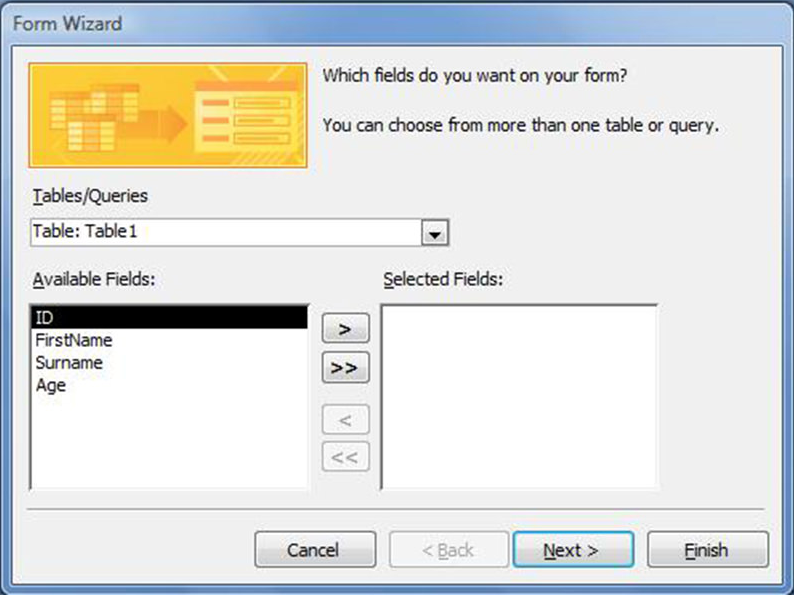 Form Wizard
Which fields do you want on your form?
You can choose from more than one table or query.
Tables/Queries
Table: Table1
Available Fields:
Selected Fields:
ID
FirstName
Surname
Age
>
>>
<
<<
Cancel
< Back
Next >
Finish